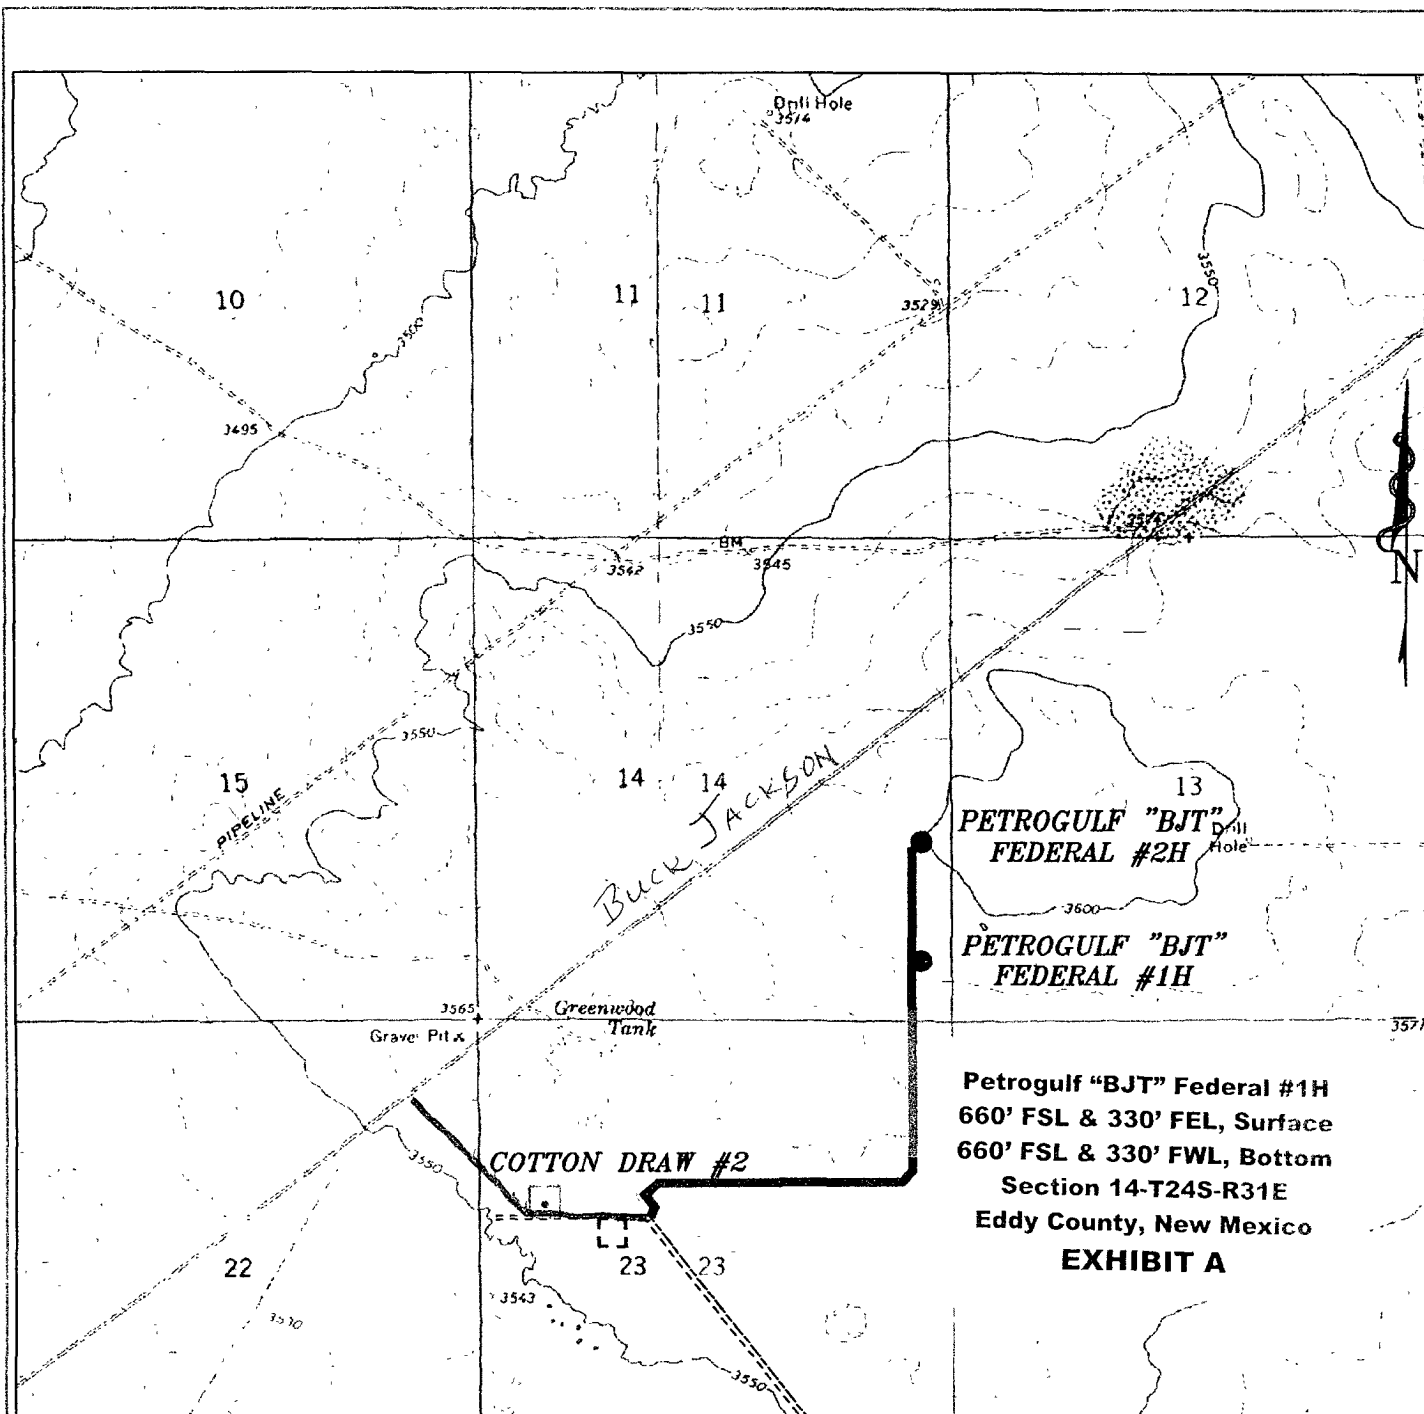 Drill Hole
3514
3550
10
11
11
3529
12
3500
3495
3542
BM
3545
3550
N
3550
15
PIPELINE
14
14
BUCK JACKSON
13
PETROGULF "BJT"
FEDERAL #2H
Drill
Hole
3600
PETROGULF "BJT"
FEDERAL #1H
3565
Greenwood
Tank
Gravel Pit x
Petrogulf “BJT” Federal #1H
660’ FSL & 330’ FEL, Surface
660’ FSL & 330’ FWL, Bottom
Section 14-T24S-R31E
Eddy County, New Mexico
EXHIBIT A
3550
COTTON DRAW #2
22
23
23
3543
3550